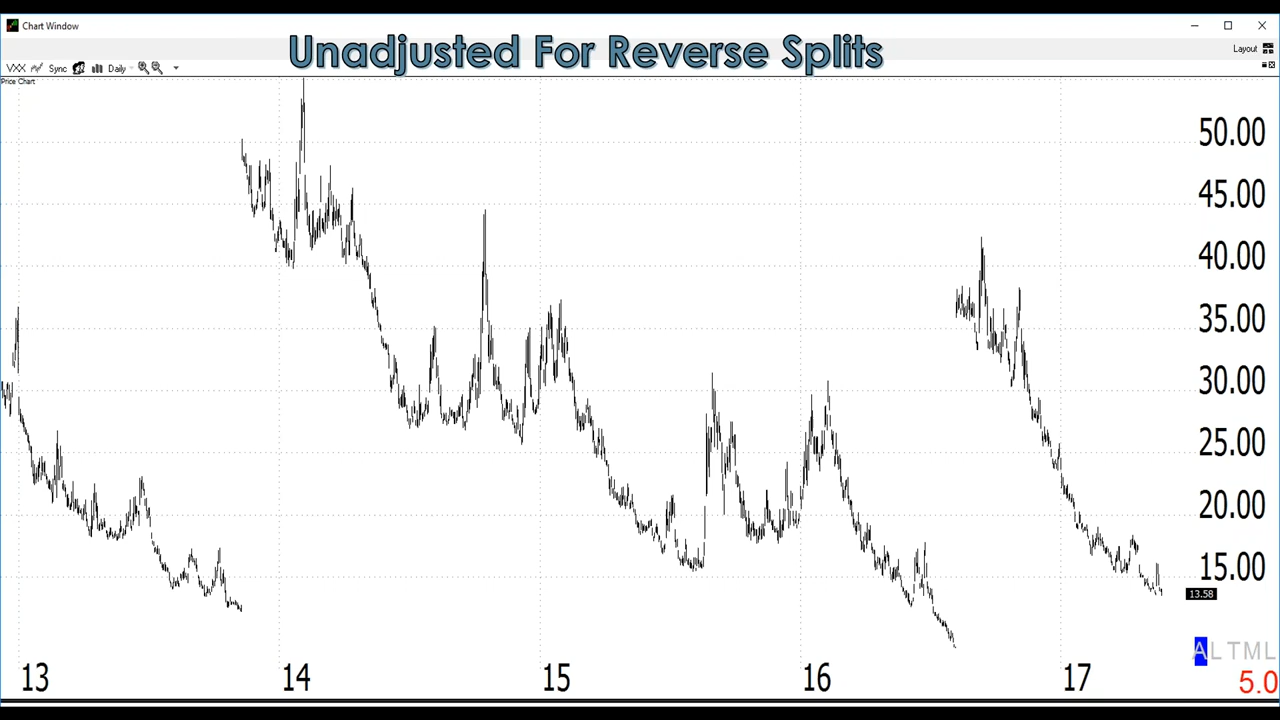 Chart Window
Unadjusted For Reverse Splits
Layout
Sync
Daily
Price Chart
50.00
45.00
40.00
35.00
30.00
25.00
20.00
15.00
13.58
ALTML
13 14 15 16 17
5.0